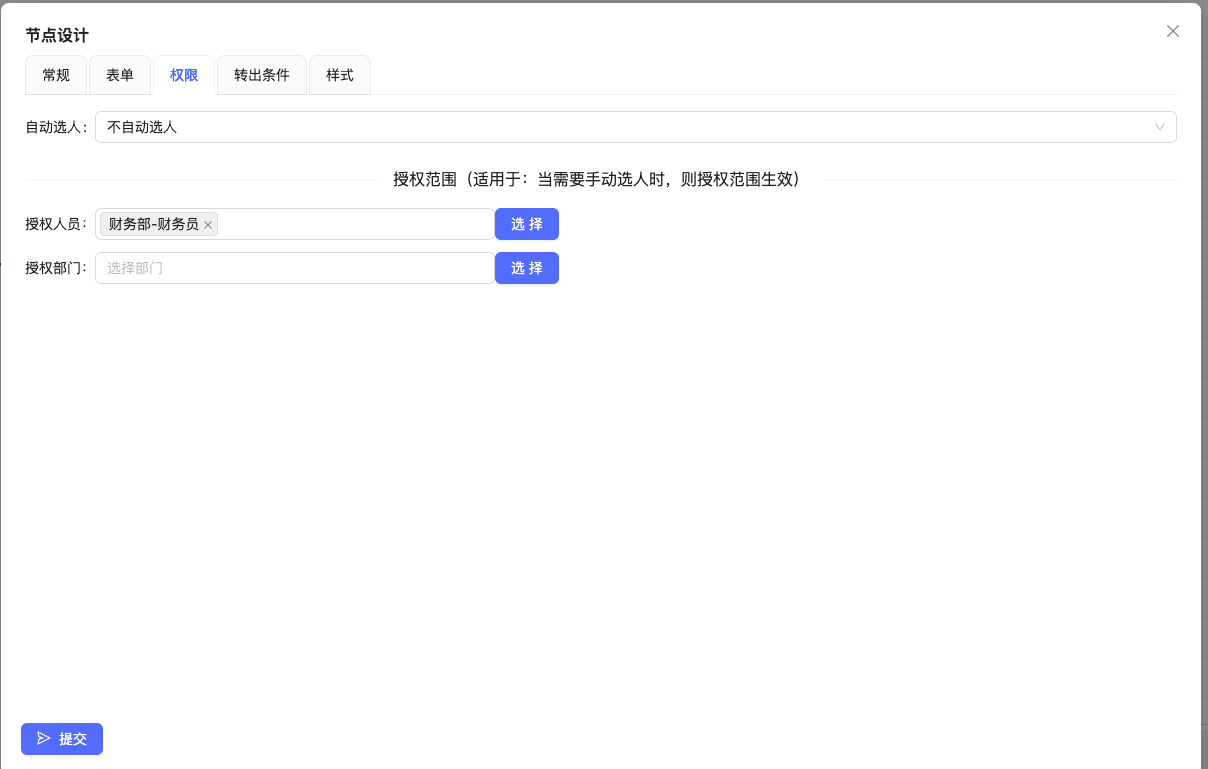 节点设计
常规 表单 权限 转出条件 样式
自动选人: 不自动选人
授权范围（适用于：当需要手动选人时，则授权范围生效）
授权人员: 财务部-财务员 选 择
授权部门: 选择部门 选 择
提交